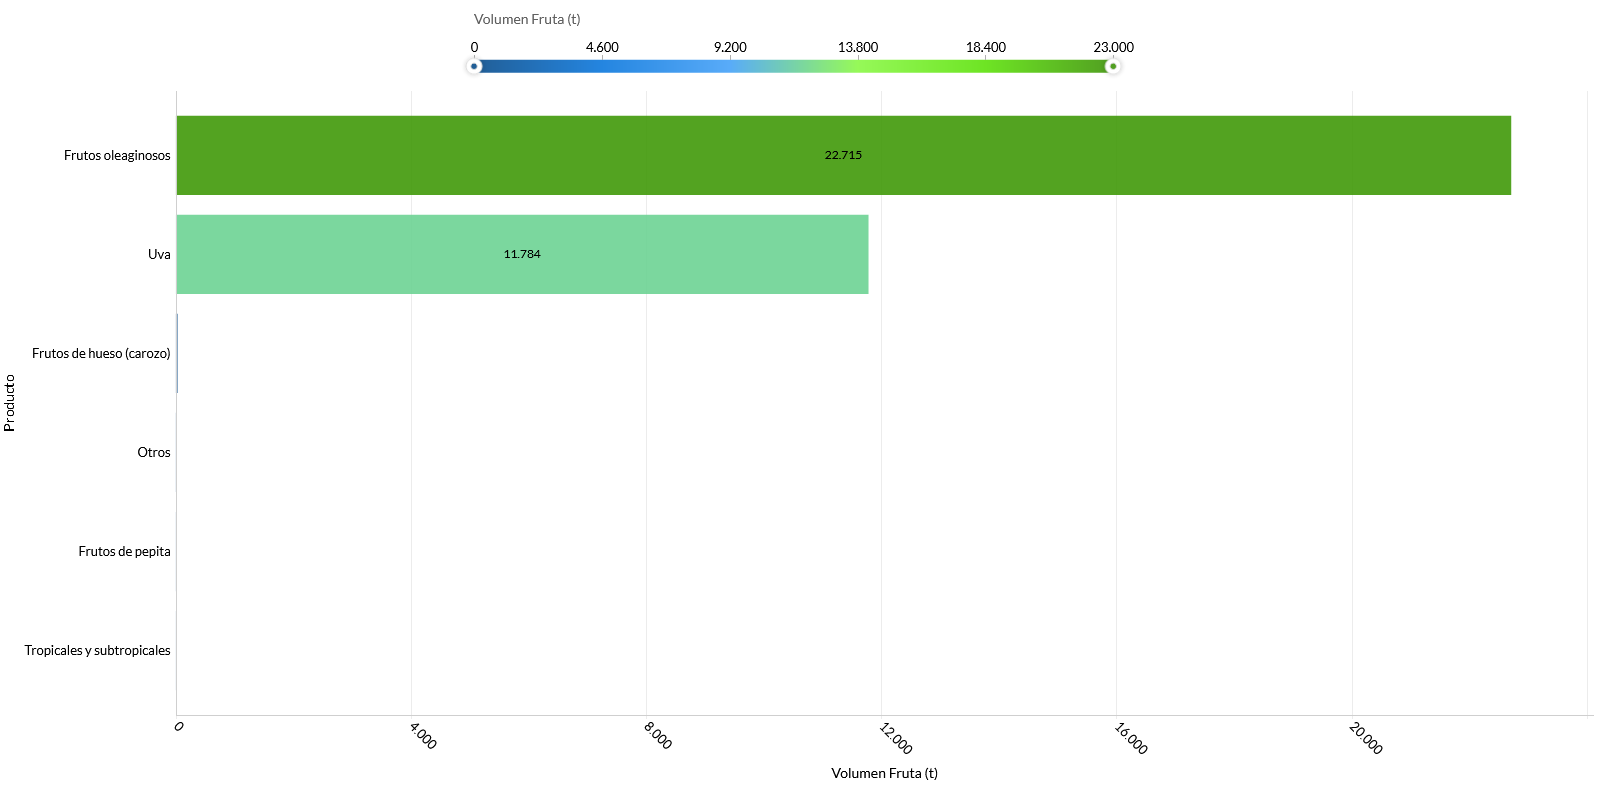 Volumen Fruta (t)
0 4.600 9.200 13.800 18.400 23.000
Frutos oleaginosos 22.715
Uva 11.784
Frutos de hueso (carozo)
Producto
Otros
Frutos de pepita
Tropicales y subtropicales
0 4.000 8.000 12.000 16.000 20.000
Volumen Fruta (t)